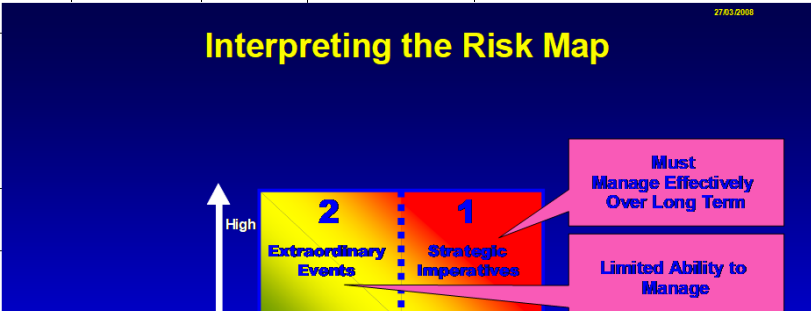 27/03/2008
Interpreting the Risk Map
Must
Manage Effectively
Over Long Term
High
2
Extraordinary
Events
1
Strategic
Imperatives
Limited Ability to
Manage